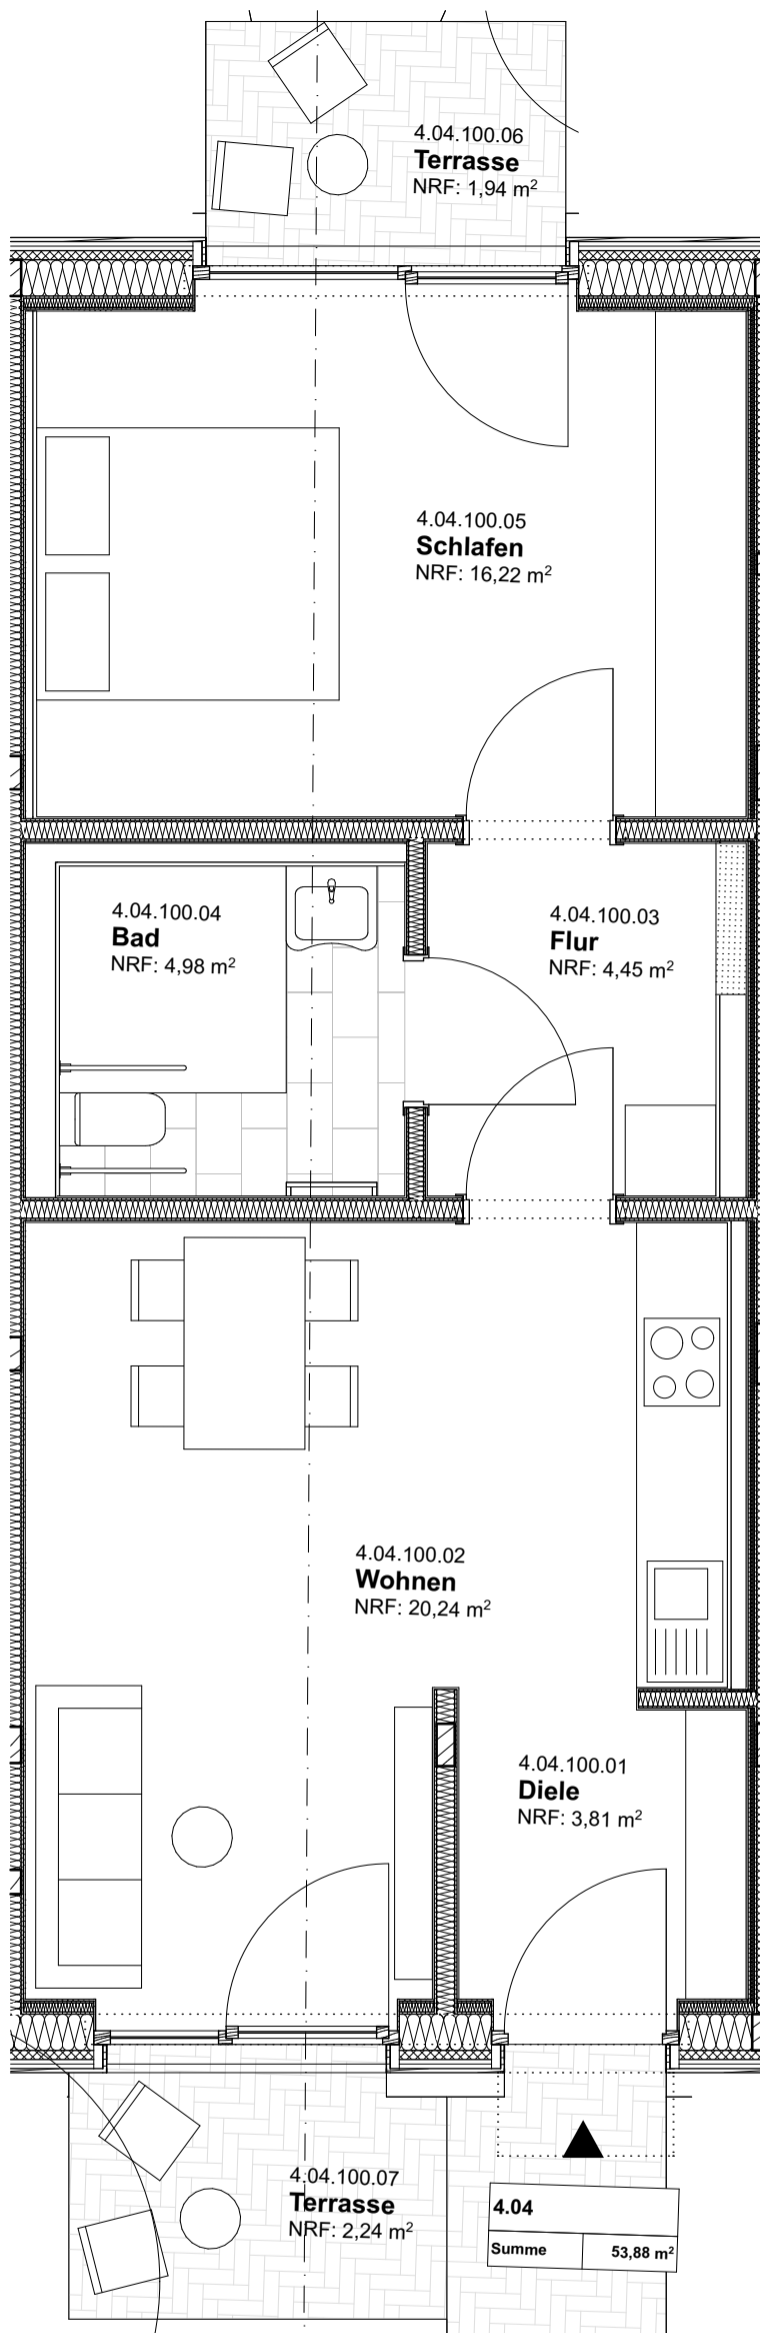 4.04.100.06
Terrasse
NRF: 1,94 m²
4.04.100.05
Schlafen
NRF: 16,22 m²
4.04.100.04
Bad
NRF: 4,98 m²
4.04.100.03
Flur
NRF: 4,45 m²
4.04.100.02
Wohnen
NRF: 20,24 m²
4.04.100.01
Diele
NRF: 3,81 m²
4.04.100.07
Terrasse
NRF: 2,24 m²
4.04
Summe 53,88 m²